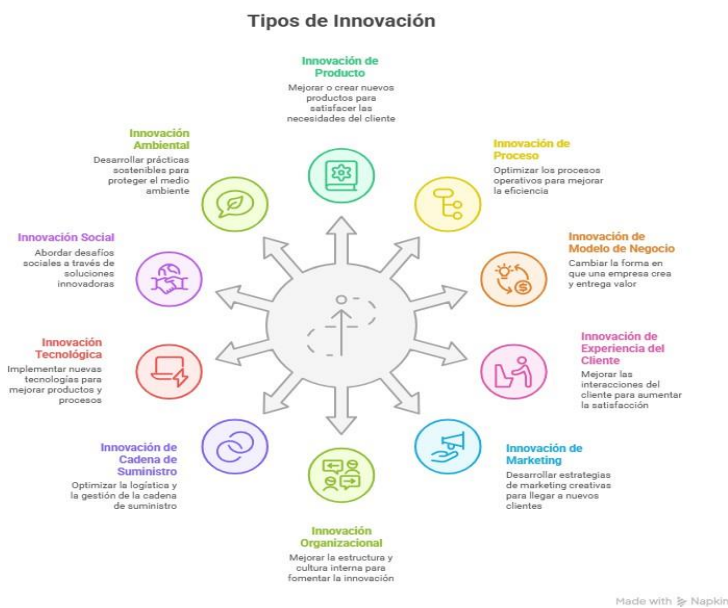 Tipos de Innovación
Innovación de
Producto
Mejorar o crear nuevos
productos para
satisfacer las
necesidades del cliente
Innovación de
Proceso
Optimizar los procesos
operativos para mejorar
la eficiencia
Innovación de
Modelo de Negocio
Cambiar la forma en
que una empresa crea
y entrega valor
Innovación de
Experiencia del
Cliente
Mejorar las
interacciones del
cliente para aumentar
la satisfacción
Innovación de
Marketing
Desarrollar estrategias
de marketing creativas
para llegar a nuevos
clientes
Innovación
Organizacional
Mejorar la estructura y
cultura interna para
fomentar la innovación
Innovación de
Cadena de
Suministro
Optimizar la logística y
la gestión de la cadena
de suministro
Innovación
Tecnológica
Implementar nuevas
tecnologías para
mejorar productos y
procesos
Innovación Social
Abordar desafíos
sociales a través de
soluciones
innovadoras
Innovación
Ambiental
Desarrollar prácticas
sostenibles para
proteger el medio
ambiente
Made with Napkin